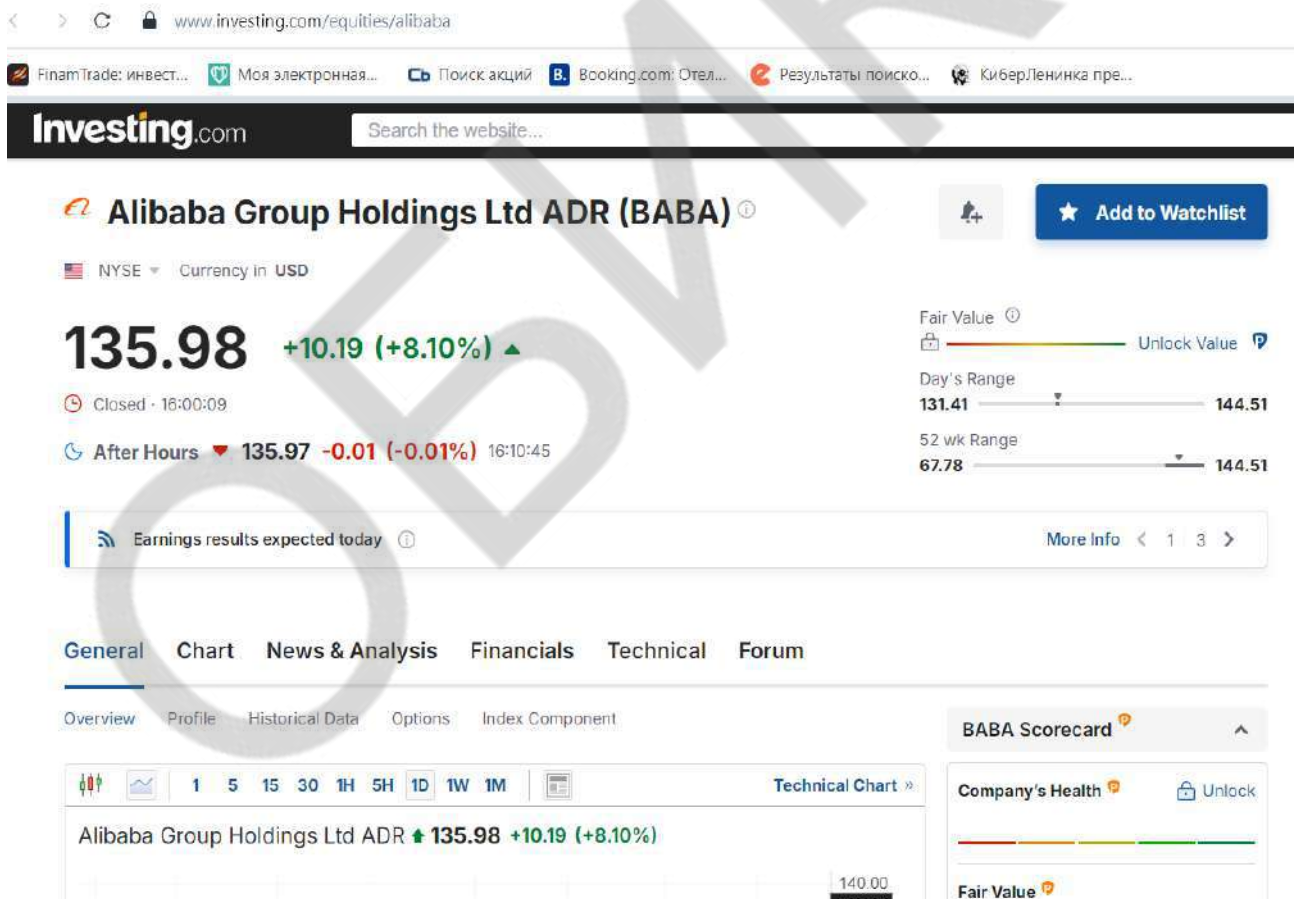 www.investing.com/equities/alibaba
FinamTrade: инвест... Моя электронная... Сь Поиск акций B. Booking.com: Отел... Результаты поиско... КиберЛенинка пре...
Investing.com Search the website...
Alibaba Group Holdings Ltd ADR (BABA) Add to Watchlist
NYSE Currency in USD
Fair Value
135.98 +10.19 (+8.10%) Unlock Value
Day's Range
Closed · 16:00:09 131.41 144.51
52 wk Range
After Hours 135.97 -0.01 (-0.01%) 16:10:45 67.78 144.51
Earnings results expected today More Info < 1 3 >
General Chart News & Analysis Financials Technical Forum
Overview Profile Historical Data Options Index Component BABA Scorecard
1 5 15 30 1H 5H 1D 1W 1M Technical Chart » Company's Health Unlock
Alibaba Group Holdings Ltd ADR 135.98 +10.19 (+8.10%)
140.00 Fair Value